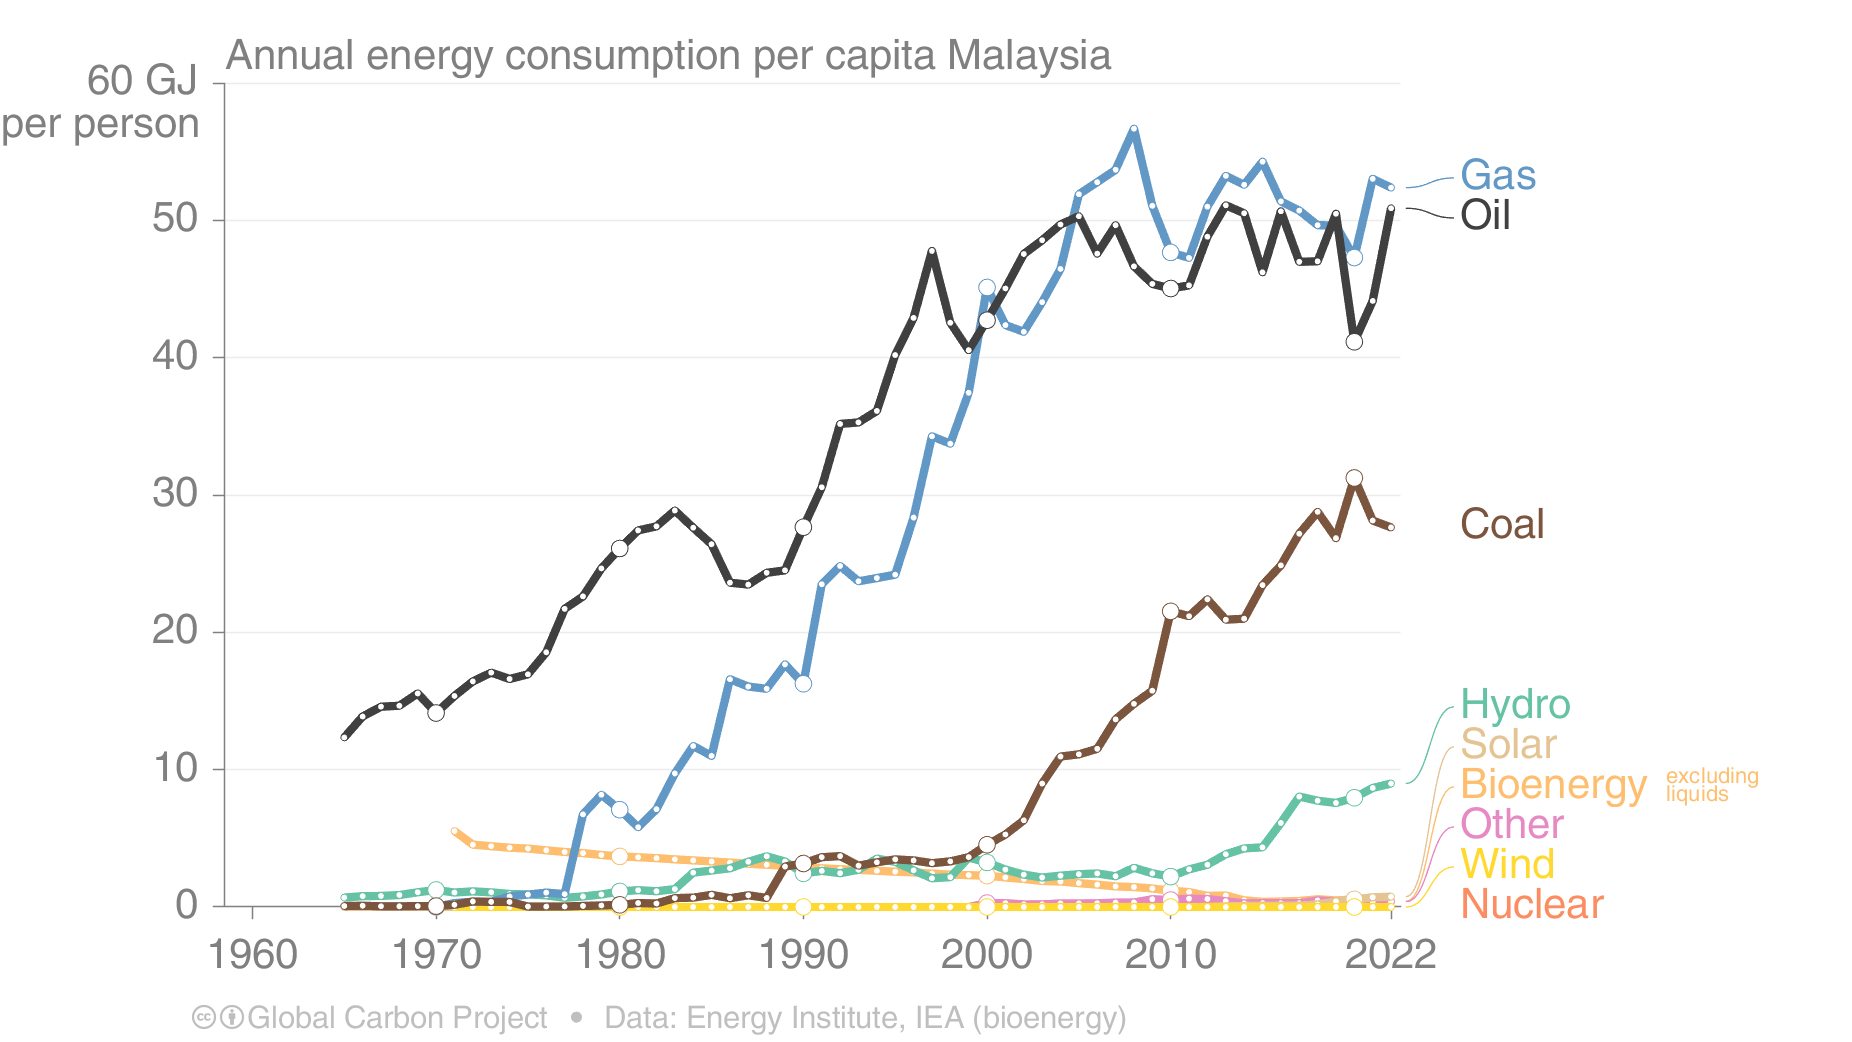 Annual energy consumption per capita Malaysia
60 GJ
per person
50
40
30
20
10
0
1960 1970 1980 1990 2000 2010 2022
Gas
Oil
Coal
Hydro
Solar
Bioenergy excluding liquids
Other
Wind
Nuclear
cc Global Carbon Project • Data: Energy Institute, IEA (bioenergy)